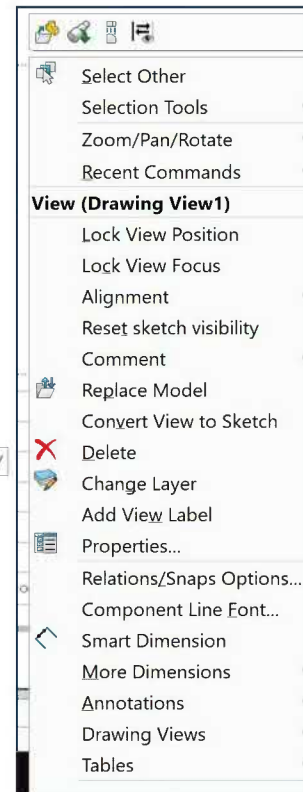 Select Other
Selection Tools
Zoom/Pan/Rotate
Recent Commands
View (Drawing View1)
Lock View Position
Lock View Focus
Alignment
Reset sketch visibility
Comment
Replace Model
Convert View to Sketch
Delete
Change Layer
Add View Label
Properties...
Relations/Snaps Options...
Component Line Font...
Smart Dimension
More Dimensions
Annotations
Drawing Views
Tables